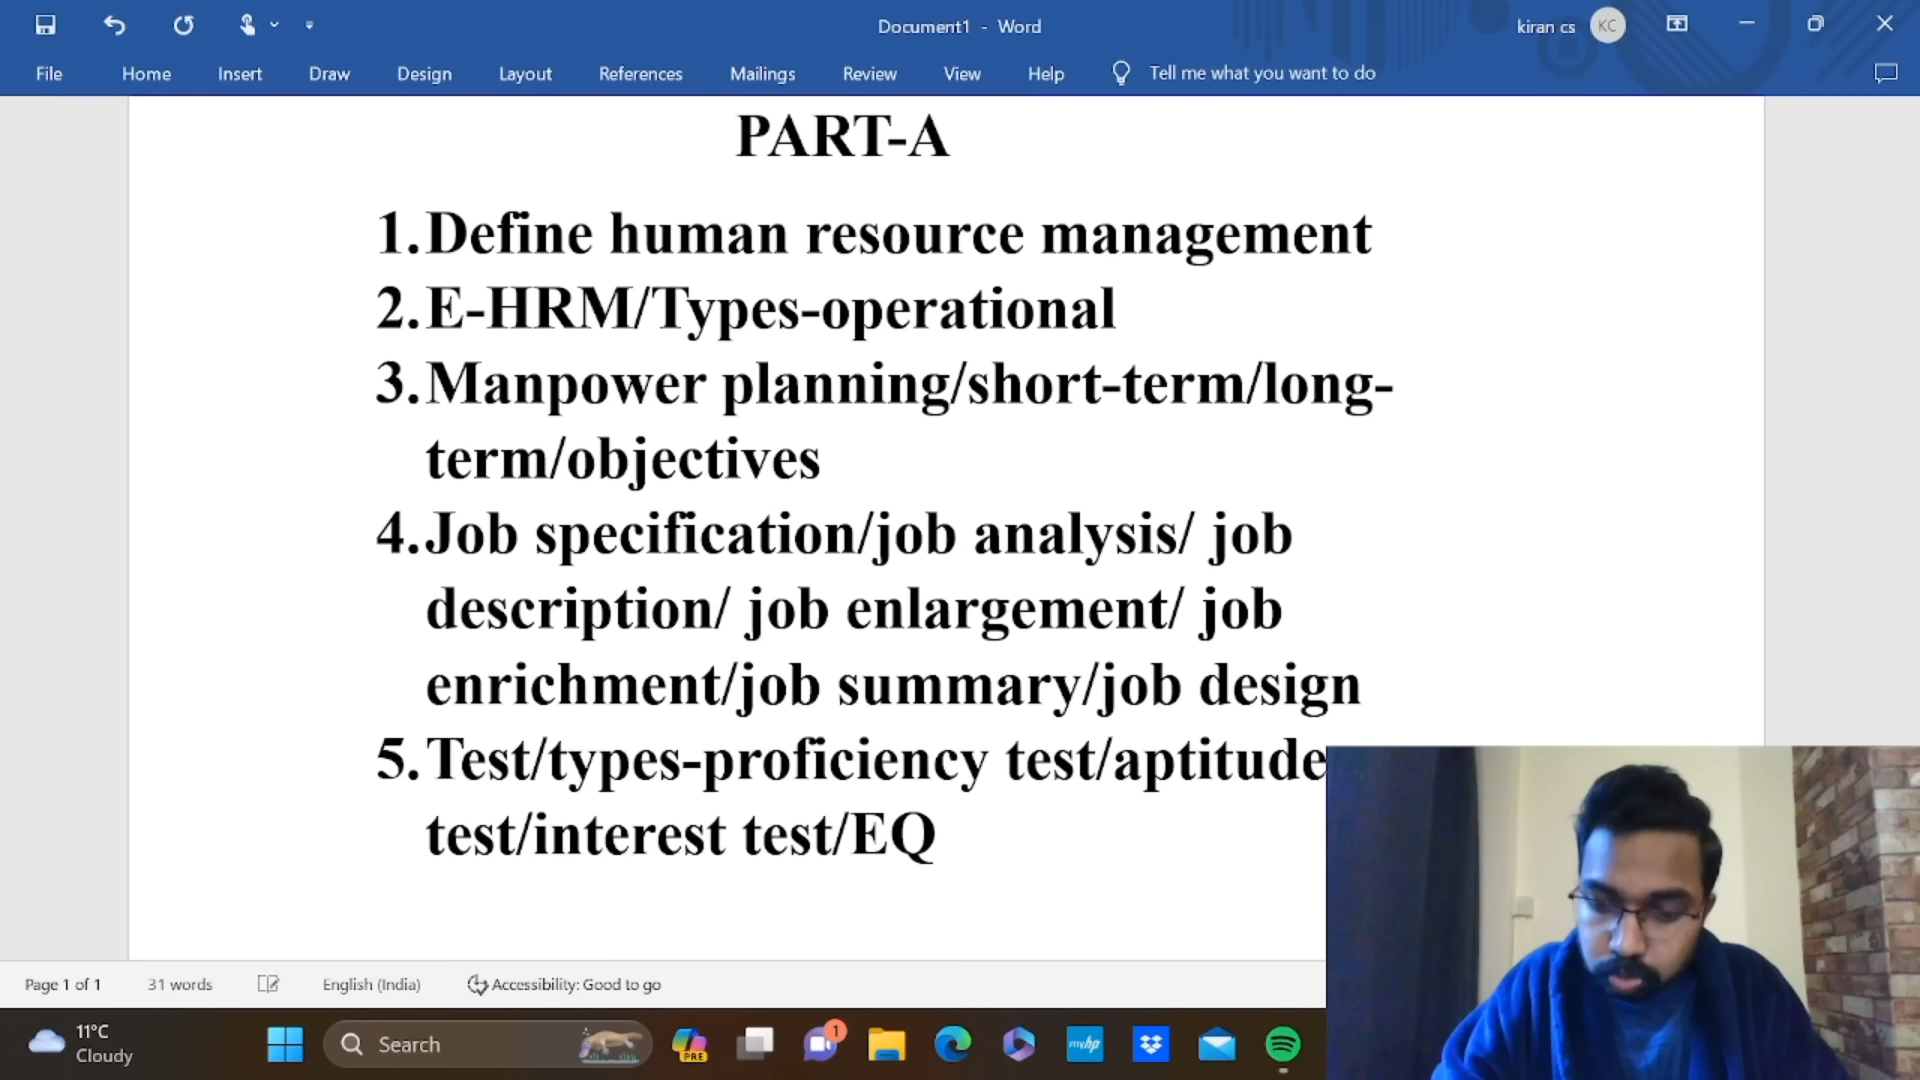 Document1 - Word
kiran cs
KC
File Home Insert Draw Design Layout References Mailings Review View Help Tell me what you want to do
PART-A
1. Define human resource management
2. E-HRM/Types-operational
3. Manpower planning/short-term/long-
term/objectives
4. Job specification/job analysis/ job
description/ job enlargement/ job
enrichment/job summary/job design
5. Test/types-proficiency test/aptitude
test/interest test/EQ
Page 1 of 1 31 words English (India) Accessibility: Good to go
11°C
Cloudy
Search
PRE
1
myhp